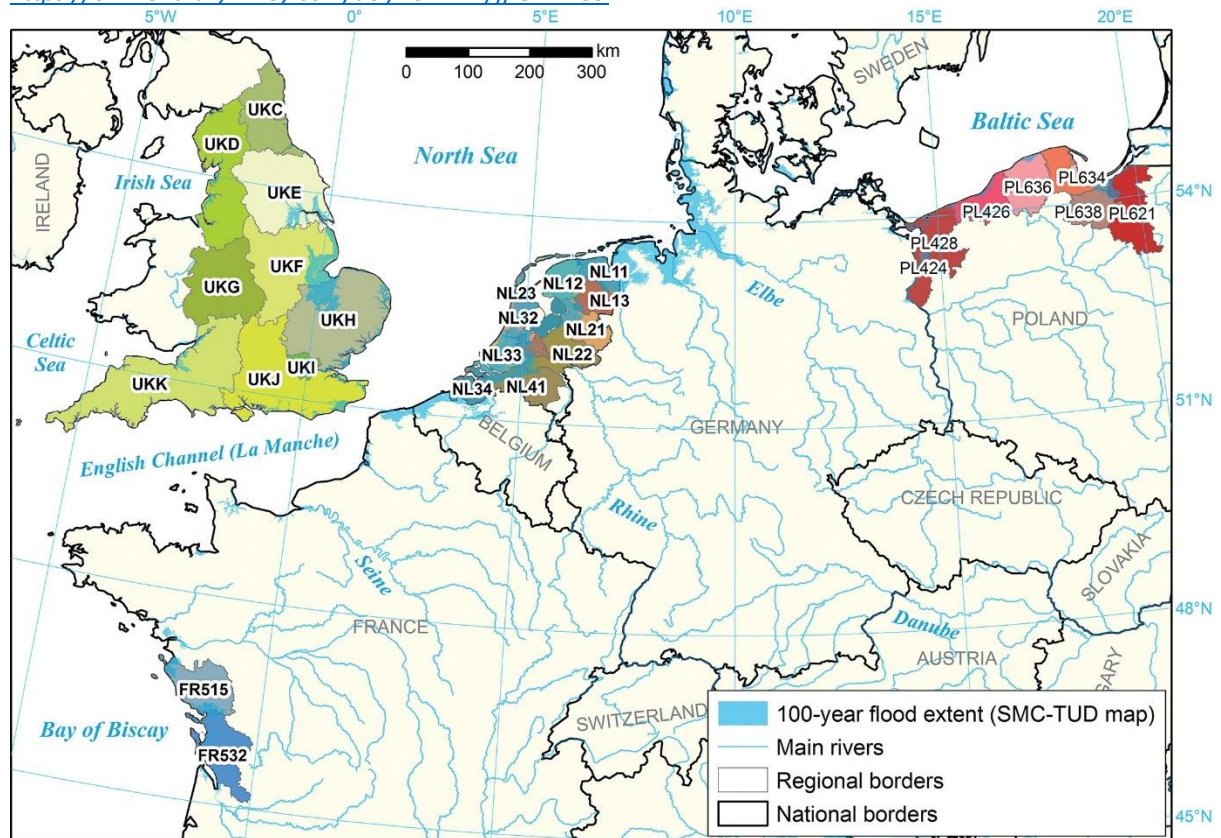 5°W
0°
5°E
10°E
15°E
20°E
km
0 100 200 300
SWEDEN
UKC
UKD
North Sea
Baltic Sea
IRELAND
Irish Sea
UKE
54°N
PL636
PL634
PL426
PL638
PL621
PL428
PL424
UKF
UKG
NL11
NL12
NL23
NL13
Elbe
UKH
NL32
NL21
POLAND
Celtic
Sea
UKI
NL33
NL22
UKK
UKJ
NL34
NL41
51°N
BELGIUM
GERMANY
English Channel (La Manche)
CZECH REPUBLIC
Rhine
SLOVAKIA
Seine
48°N
FRANCE
Danube
AUSTRIA
FR515
SWITZERLAND
Bay of Biscay
FR532
100-year flood extent (SMC-TUD map)
Main rivers
Regional borders
National borders
45°N